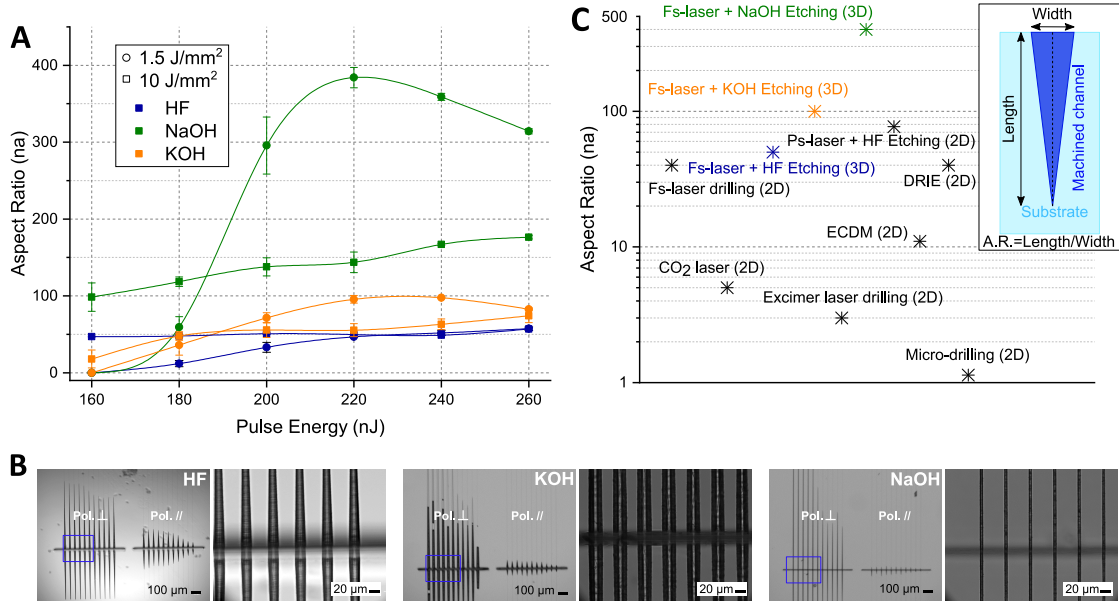 A
1.5 J/mm²
10 J/mm²
HF
NaOH
KOH
400
300
200
100
0
Aspect Ratio (na)
160 180 200 220 240 260
Pulse Energy (nJ)
C
500
100
10
1
Aspect Ratio (na)
Fs-laser + NaOH Etching (3D)
Fs-laser + KOH Etching (3D)
Ps-laser + HF Etching (2D)
Fs-laser + HF Etching (3D)
Fs-laser drilling (2D)
DRIE (2D)
ECDM (2D)
CO₂ laser (2D)
Excimer laser drilling (2D)
Micro-drilling (2D)
Width
Length
Machined channel
Substrate
A.R.=Length/Width
B
HF
Pol. ⊥
Pol. //
100 µm
20 µm
KOH
Pol. ⊥
Pol. //
100 µm
20 µm
NaOH
Pol. ⊥
Pol. //
100 µm
20 µm